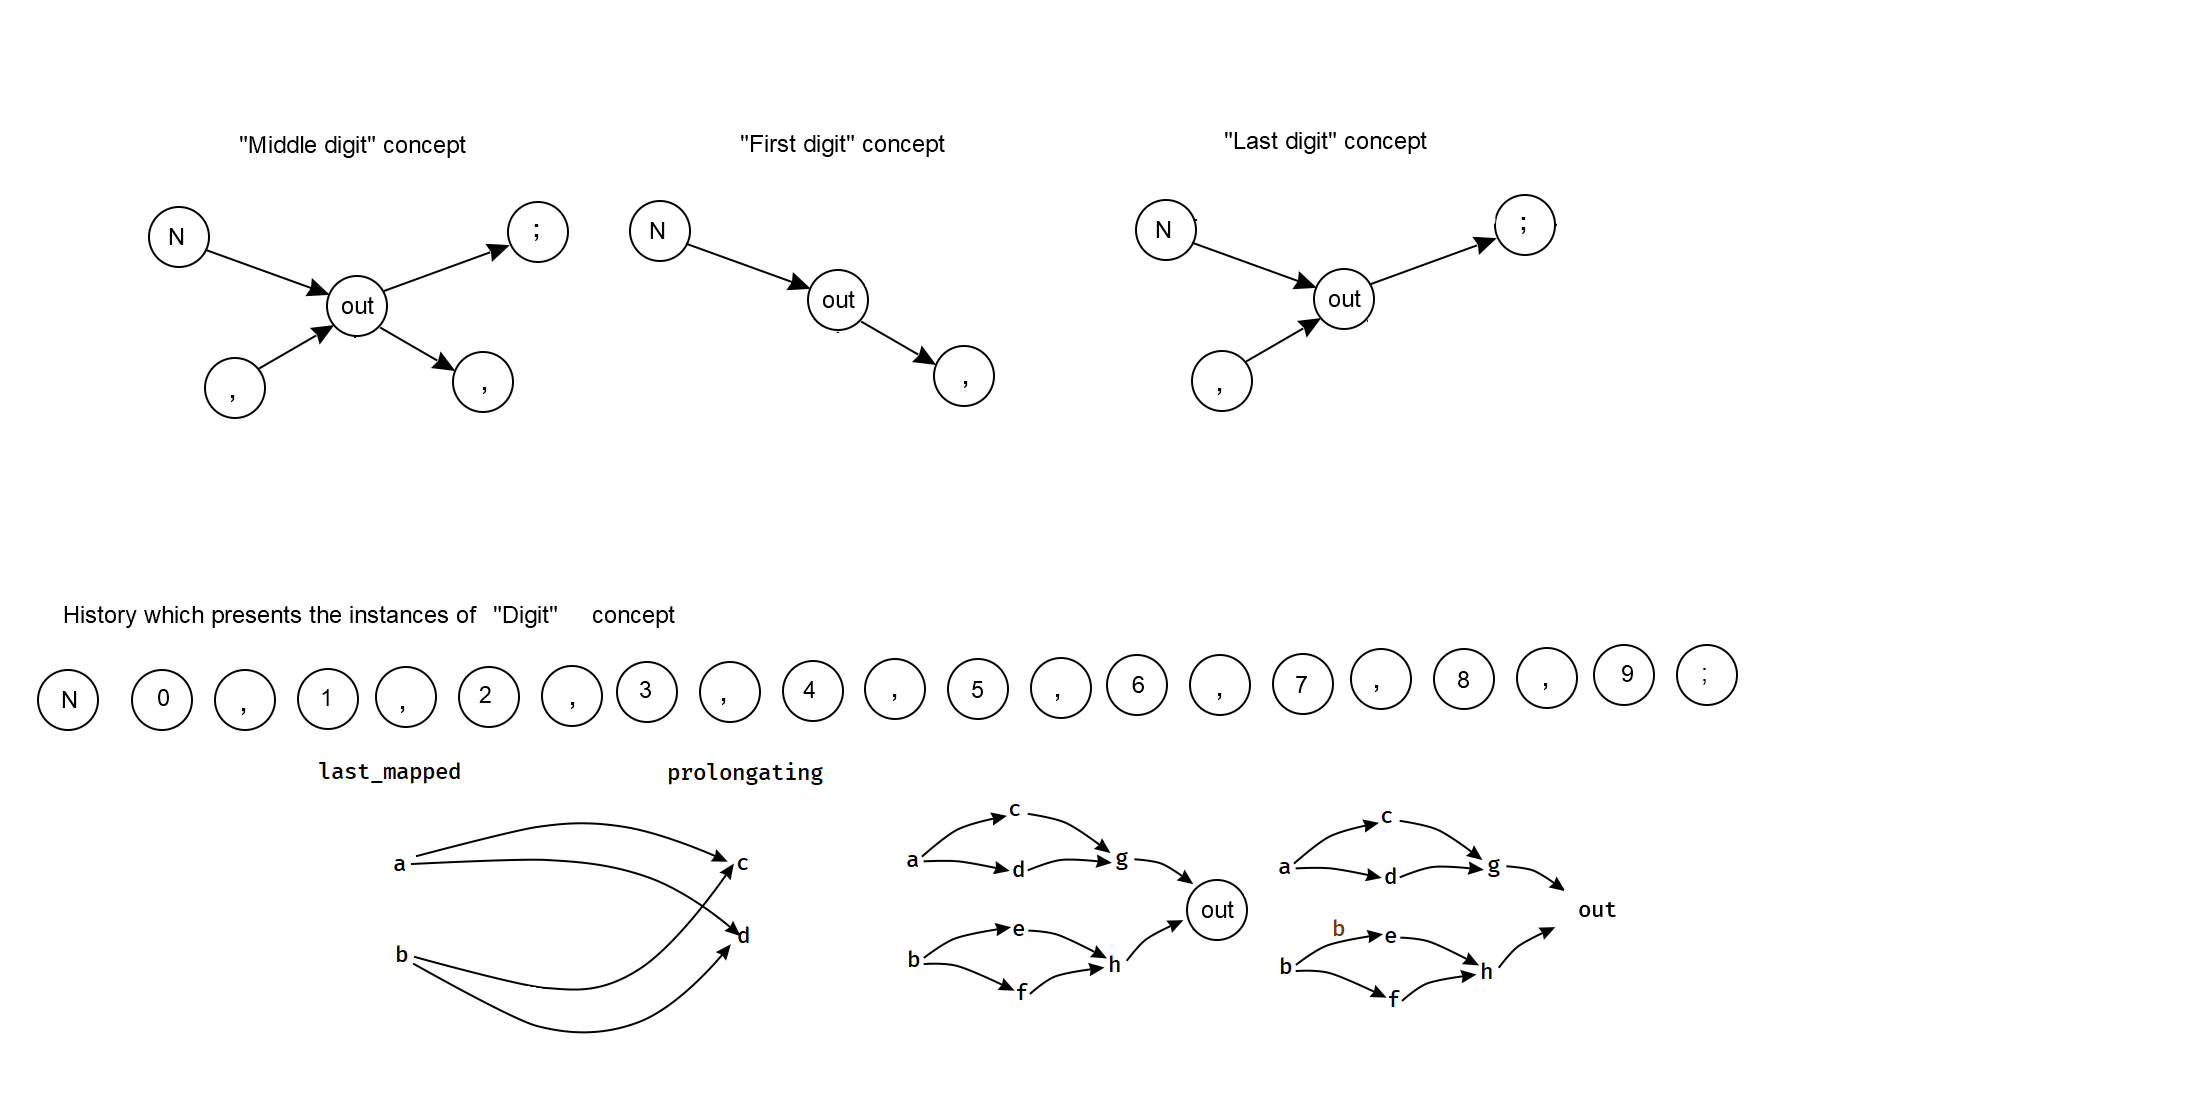 "Middle digit" concept
"First digit" concept
"Last digit" concept
N
;
out
,
,
N
out
,
N
;
out
,
History which presents the instances of "Digit" concept
N 0 , 1 , 2 , 3 , 4 , 5 , 6 , 7 , 8 , 9 ;
last_mapped
prolongating
a
c
b
d
a
c
d
g
out
b
e
f
h
a
c
d
g
out
b
b
e
f
h